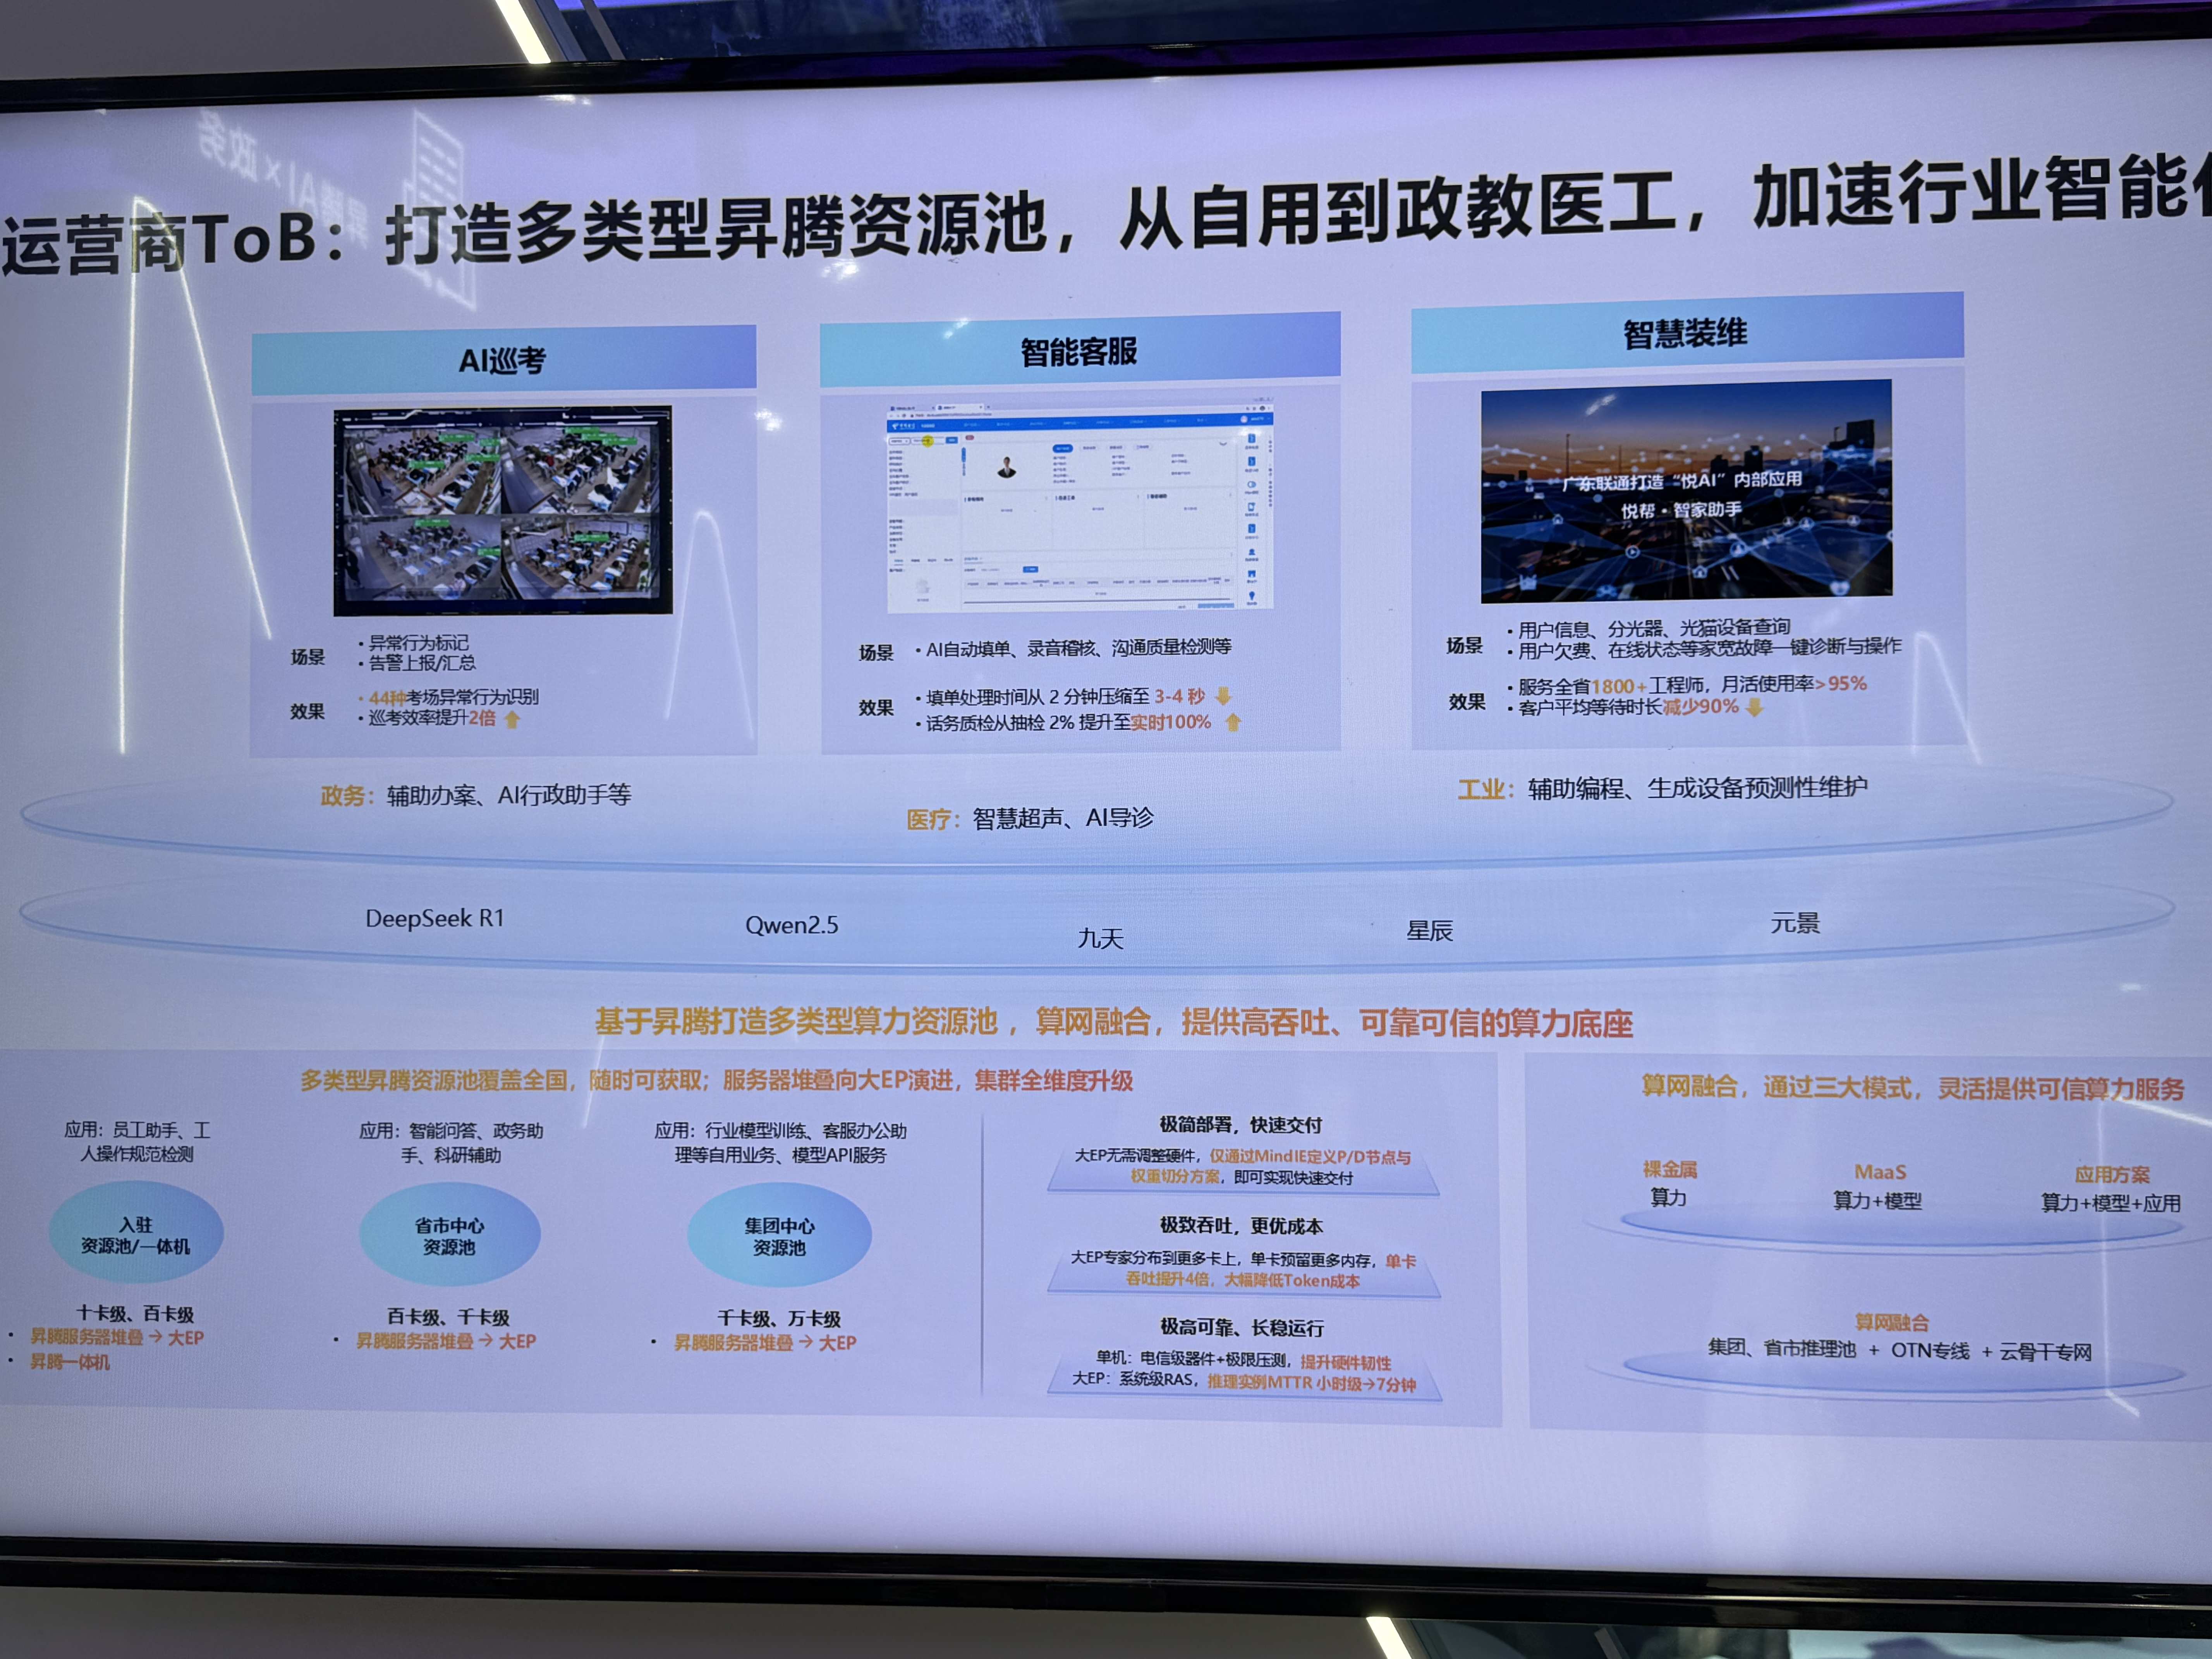 运营商ToB：打造多类型昇腾资源池，从自用到政教医工，加速行业智能
AI巡考
场景
• 异常行为标记
• 告警上报/汇总
效果
• 44种考场异常行为识别
• 巡考效率提升2倍
智能客服
场景
• AI自动填单、录音稽核、沟通质量检测等
效果
• 填单处理时间从 2 分钟压缩至 3-4 秒
• 话务质检从抽检 2% 提升至实时100%
智慧装维
广东联通打造“悦AI”内部应用
悦帮・智家助手
场景
• 用户信息、分光器、光猫设备查询
• 用户欠费、在线状态等家宽故障一键诊断与操作
效果
• 服务全省1800+工程师，月活使用率>95%
• 客户平均等待时长减少90%
政务：辅助办案、AI行政助手等
医疗：智慧超声、AI导诊
工业：辅助编程、生成设备预测性维护
DeepSeek R1
Qwen2.5
九天
星辰
元景
基于昇腾打造多类型算力资源池，算网融合，提供高吞吐、可靠可信的算力底座
多类型昇腾资源池覆盖全国，随时可获取；服务器堆叠向大EP演进，集群全维度升级
应用：员工助手、工
人操作规范检测
入驻
资源池/一体机
十卡级、百卡级
• 昇腾服务器堆叠→大EP
• 昇腾一体机
应用：智能问答、政务助
手、科研辅助
省市中心
资源池
百卡级、千卡级
• 昇腾服务器堆叠→大EP
应用：行业模型训练、客服办公助
理等自用业务、模型API服务
集团中心
资源池
千卡级、万卡级
• 昇腾服务器堆叠→大EP
极简部署，快速交付
大EP无需调整硬件，仅通过MindIE定义P/D节点与
权重切分方案，即可实现快速交付
极致吞吐，更优成本
大EP专家分布到更多卡上，单卡预留更多内存，单卡
吞吐提升4倍，大幅降低Token成本
极高可靠、长稳运行
单机：电信级器件+极限压测，提升硬件韧性
大EP：系统级RAS，推理实例MTTR 小时级→7分钟
算网融合，通过三大模式，灵活提供可信算力服务
裸金属
算力
MaaS
算力+模型
应用方案
算力+模型+应用
算网融合
集团、省市推理池 + OTN专线 + 云骨干专网